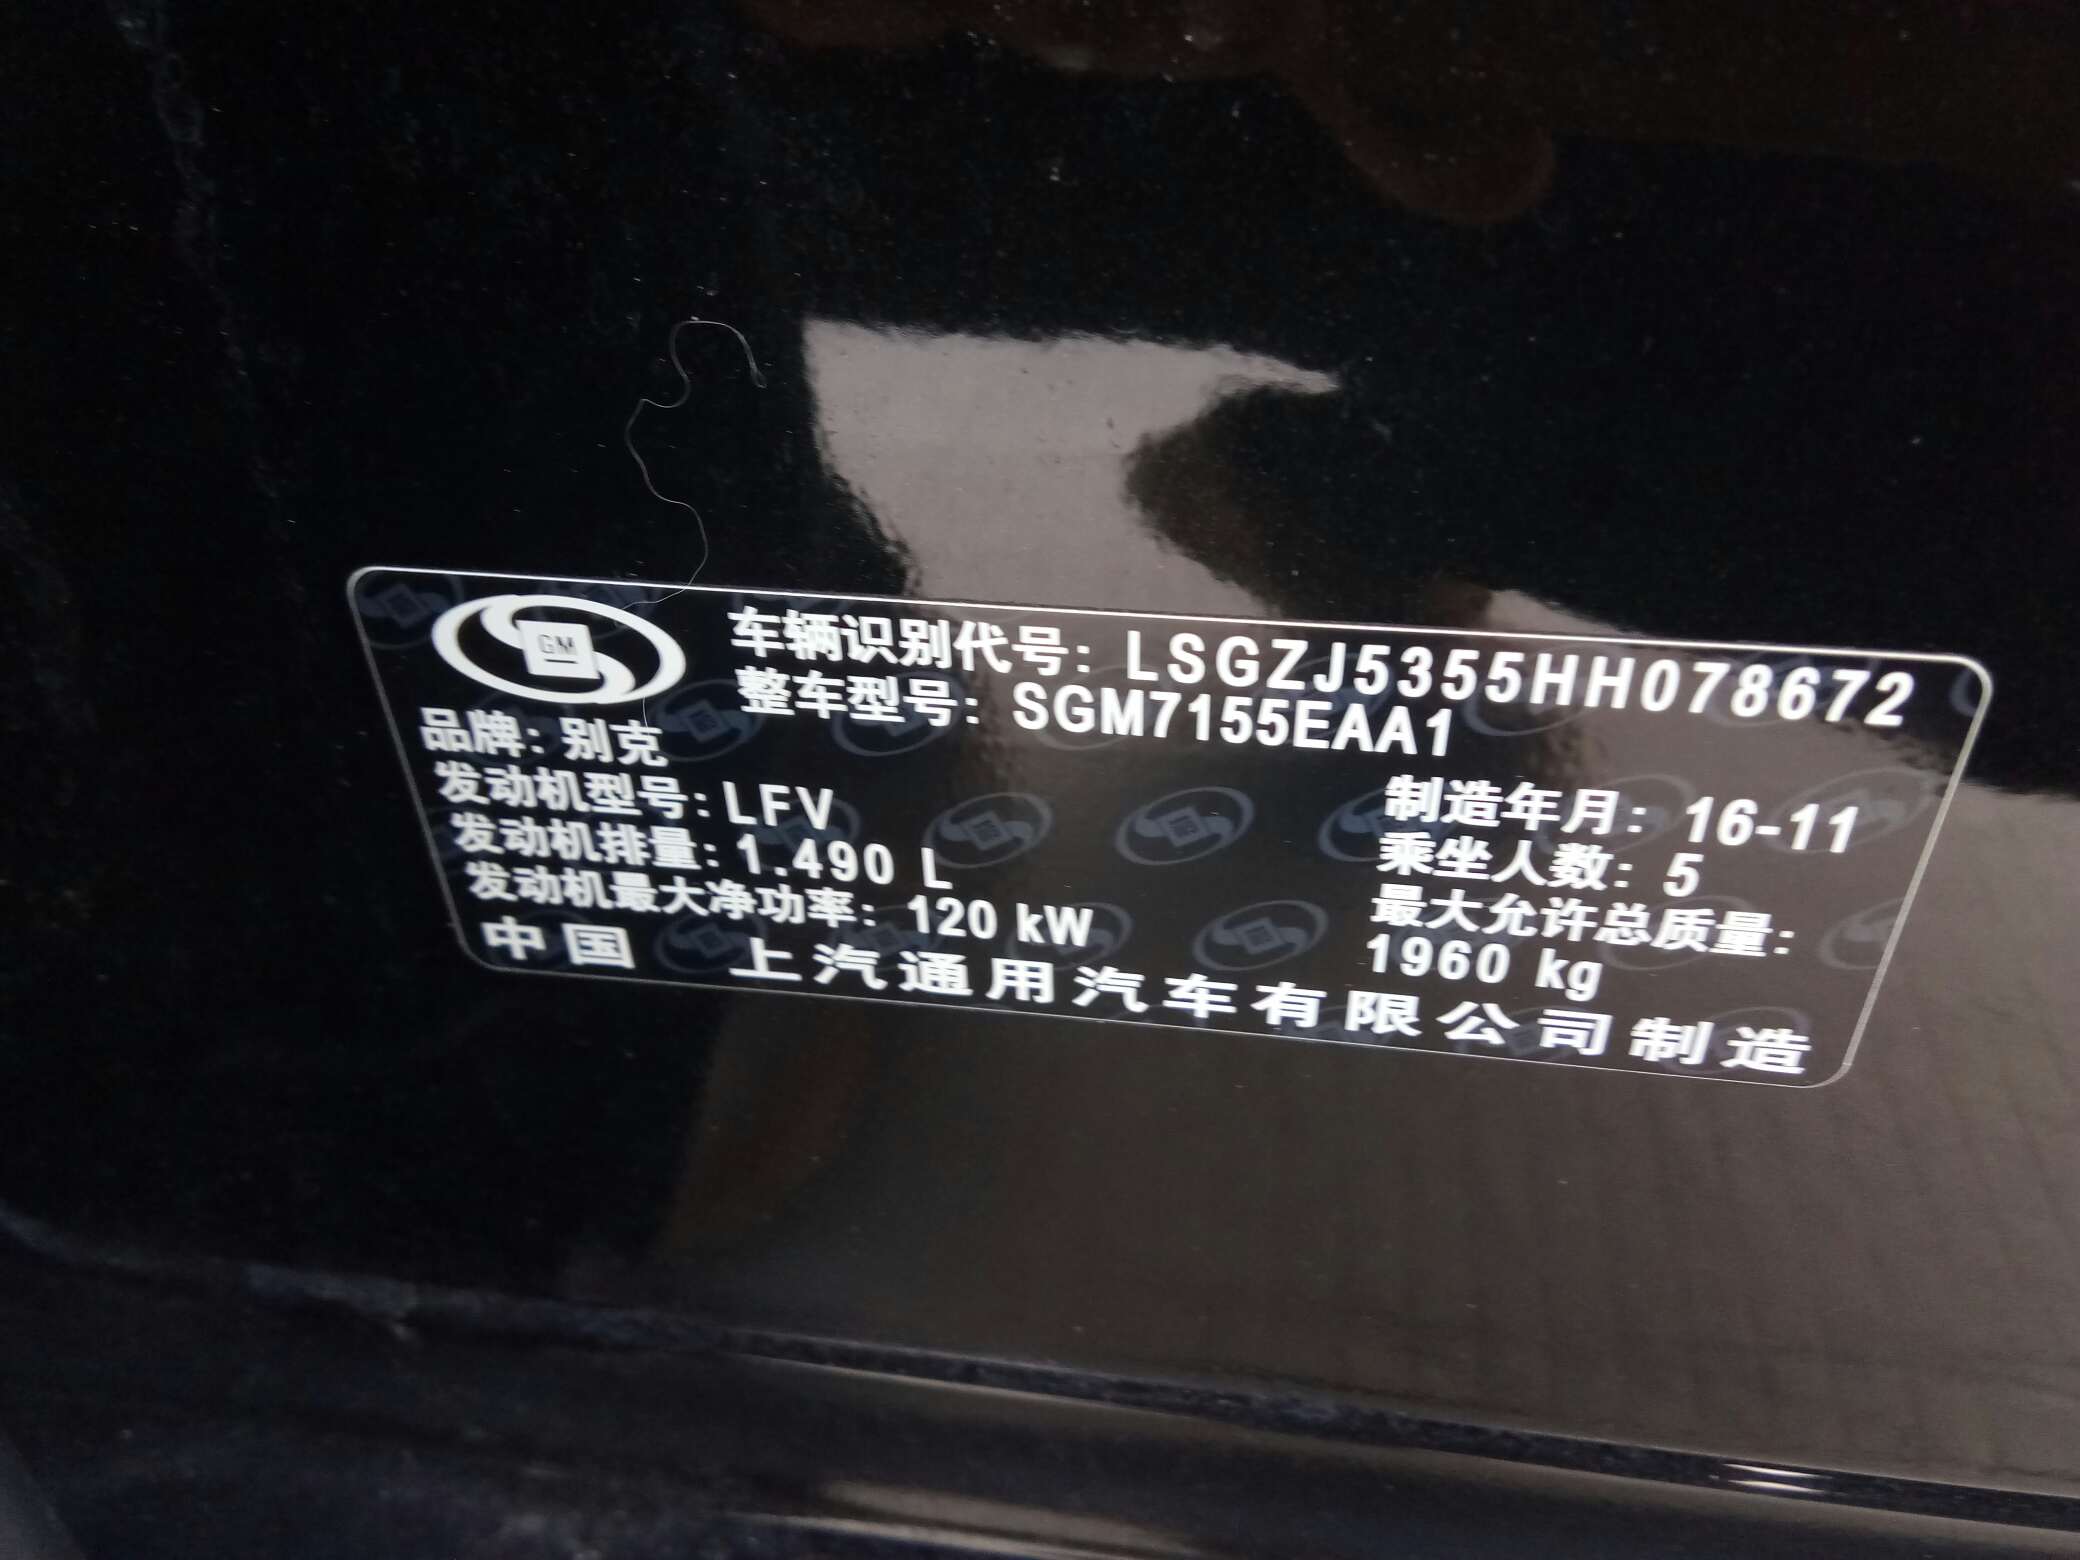 GM
车辆识别代号: LSGZJ5355HH078672
整车型号: SGM7155EAA1
品牌: 别克
发动机型号: LFV
制造年月: 16-11
发动机排量: 1.490 L
乘坐人数: 5
发动机最大净功率: 120 kW
最大允许总质量:
1960 kg
中国 上汽通用汽车有限公司制造